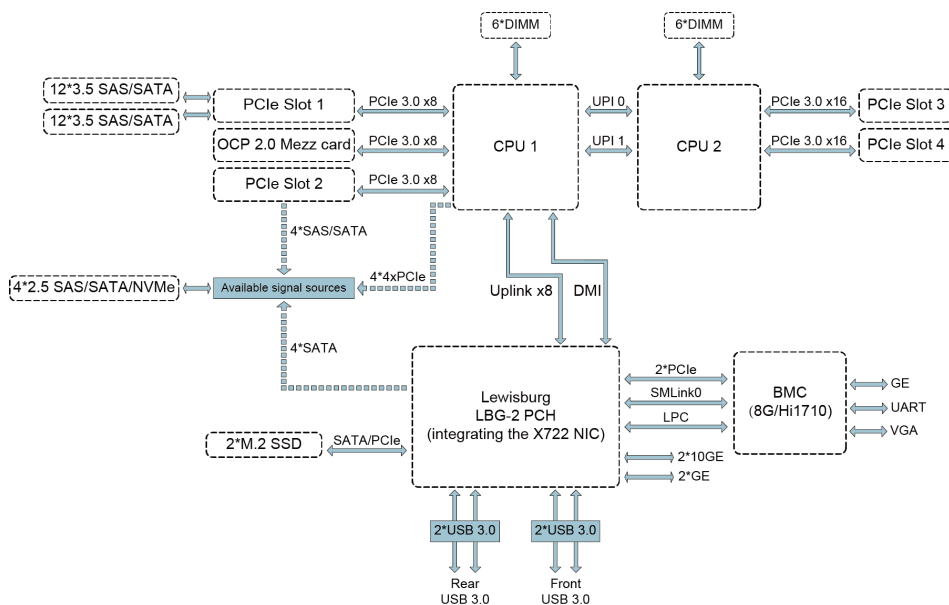 6*DIMM
6*DIMM
12*3.5 SAS/SATA
12*3.5 SAS/SATA
PCIe Slot 1
PCIe 3.0 x8
OCP 2.0 Mezz card
PCIe 3.0 x8
PCIe Slot 2
PCIe 3.0 x8
CPU 1
UPI 0
UPI 1
CPU 2
PCIe 3.0 x16
PCIe Slot 3
PCIe 3.0 x16
PCIe Slot 4
4*SAS/SATA
4*4xPCIe
4*2.5 SAS/SATA/NVMe
Available signal sources
Uplink x8
DMI
4*SATA
Lewisburg
LBG-2 PCH
(integrating the X722 NIC)
2*PCIe
SMLink0
LPC
BMC
(8G/Hi1710)
GE
UART
VGA
2*M.2 SSD
SATA/PCIe
2*10GE
2*GE
2*USB 3.0
2*USB 3.0
Rear
USB 3.0
Front
USB 3.0